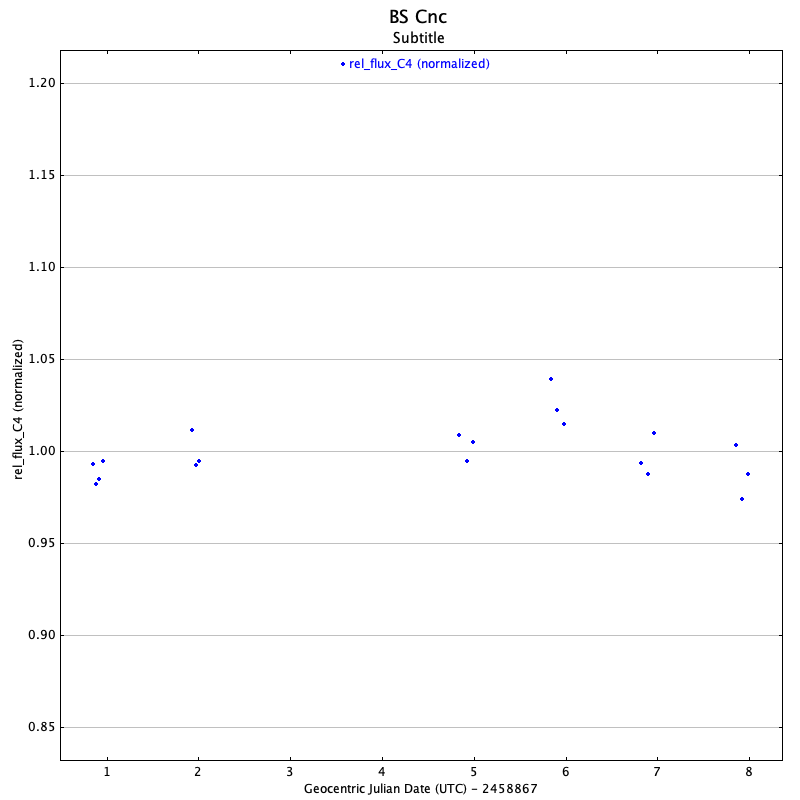 BS Cnc
Subtitle
rel_flux_C4 (normalized)
1.20
1.15
1.10
1.05
1.00
0.95
0.90
0.85
rel_flux_C4 (normalized)
1 2 3 4 5 6 7 8
Geocentric Julian Date (UTC) - 2458867